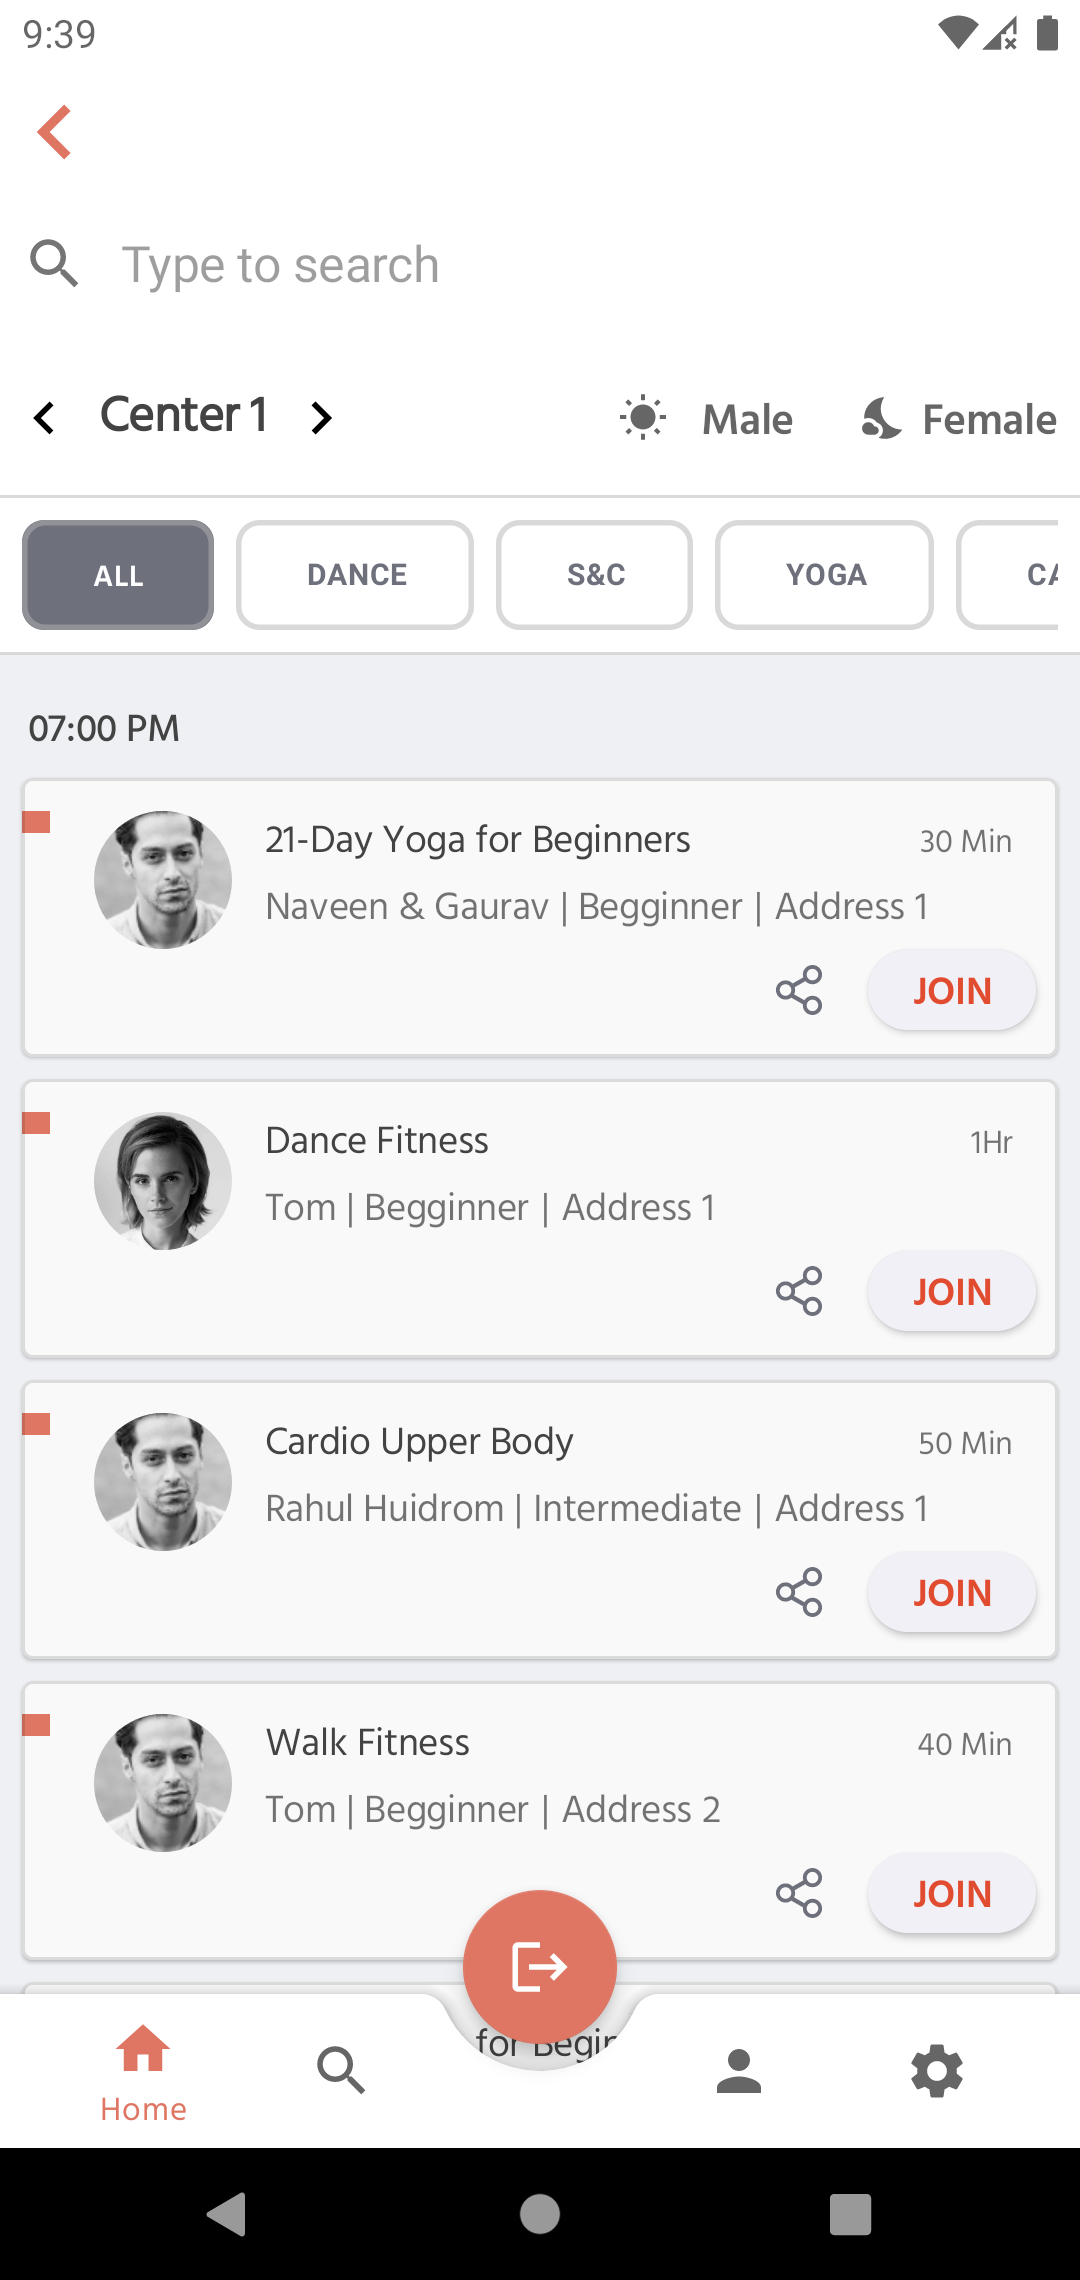 9:39
Type to search
Center 1 Male Female
ALL DANCE S&C YOGA CA
07:00 PM
21-Day Yoga for Beginners 30 Min
Naveen & Gaurav | Begginner | Address 1
JOIN
Dance Fitness 1Hr
Tom | Begginner | Address 1
JOIN
Cardio Upper Body 50 Min
Rahul Huidrom | Intermediate | Address 1
JOIN
Walk Fitness 40 Min
Tom | Begginner | Address 2
JOIN
for Begin
Home